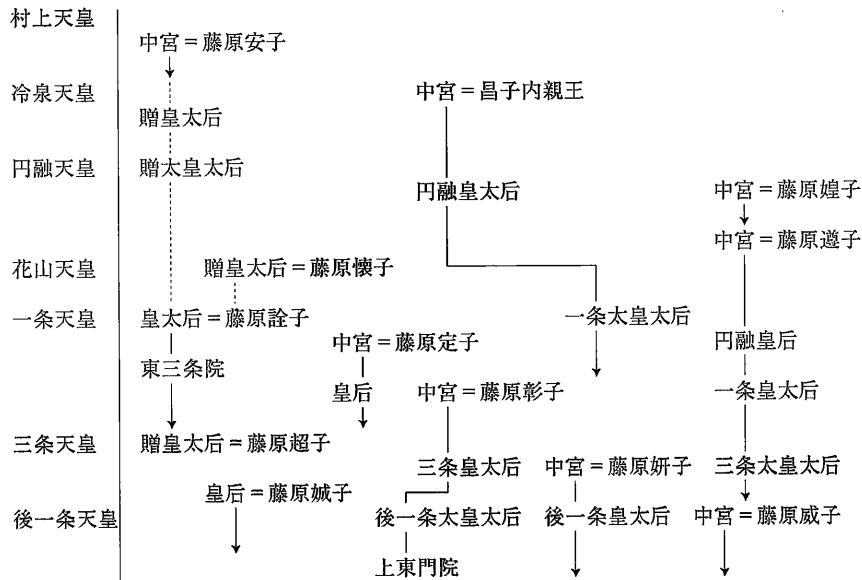 村上天皇
中宮＝藤原安子
冷泉天皇
中宮＝昌子内親王
贈皇太后
円融天皇
贈太皇太后
円融皇太后
中宮＝藤原媓子
中宮＝藤原遵子
花山天皇
贈皇太后＝藤原懐子
一条天皇
皇太后＝藤原詮子
一条太皇太后
中宮＝藤原定子
円融皇后
東三条院
皇后
中宮＝藤原彰子
一条皇太后
三条天皇
贈皇太后＝藤原超子
三条皇太后
中宮＝藤原妍子
三条太皇太后
皇后＝藤原娍子
後一条天皇
後一条太皇太后
後一条皇太后
中宮＝藤原威子
上東門院